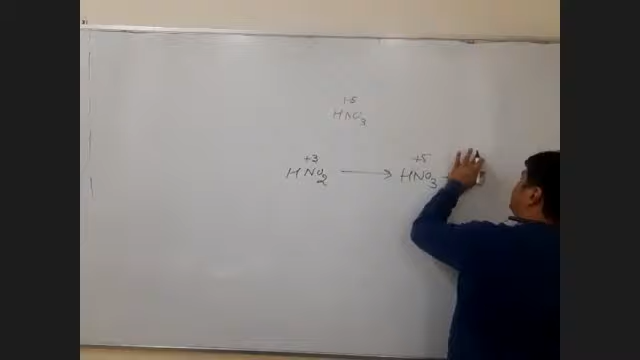 +5
HNO3
+3 +5
HNO2 → HNO3 +